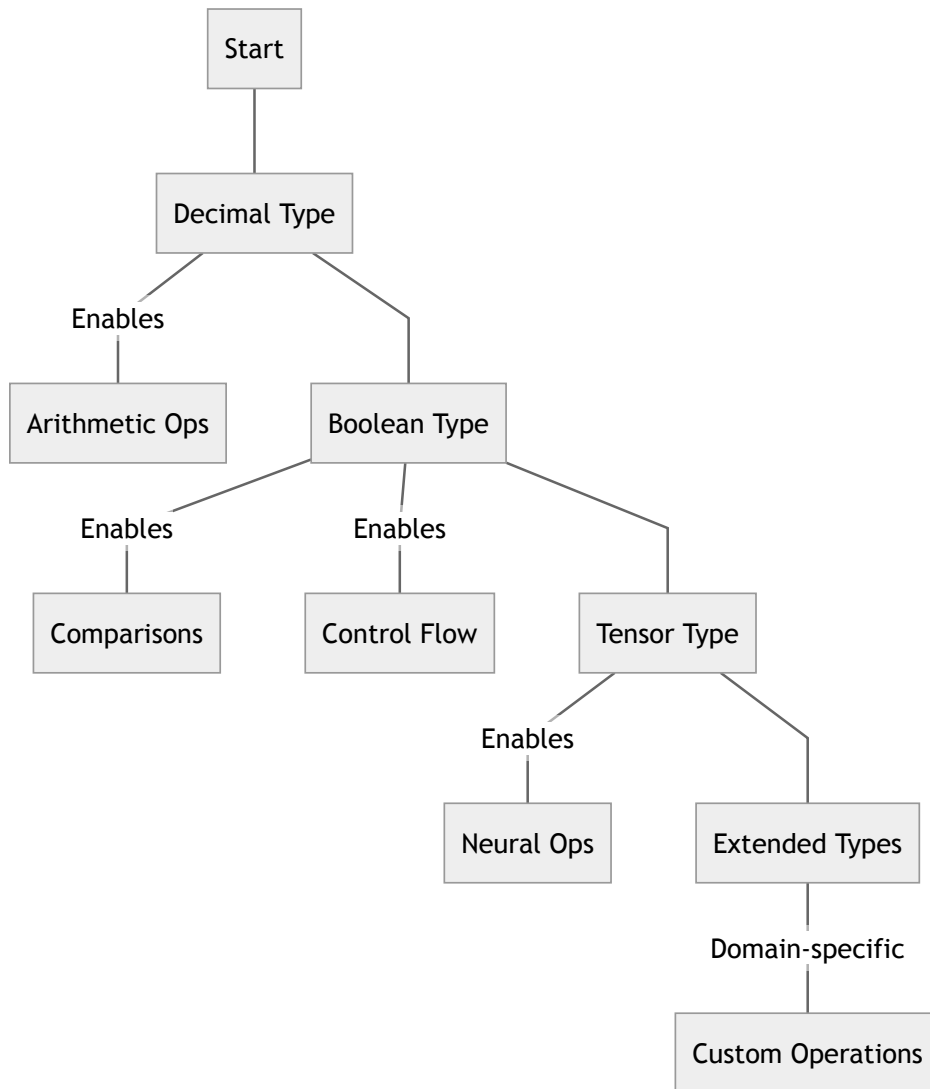 Start
Decimal Type
Enables
Arithmetic Ops
Boolean Type
Enables
Enables
Comparisons
Control Flow
Tensor Type
Enables
Neural Ops
Extended Types
Domain-specific
Custom Operations